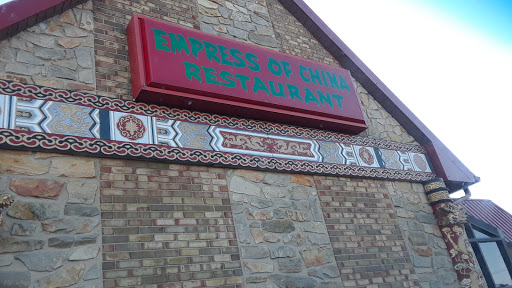 EMPRESS OF CHINA
RESTAURANT